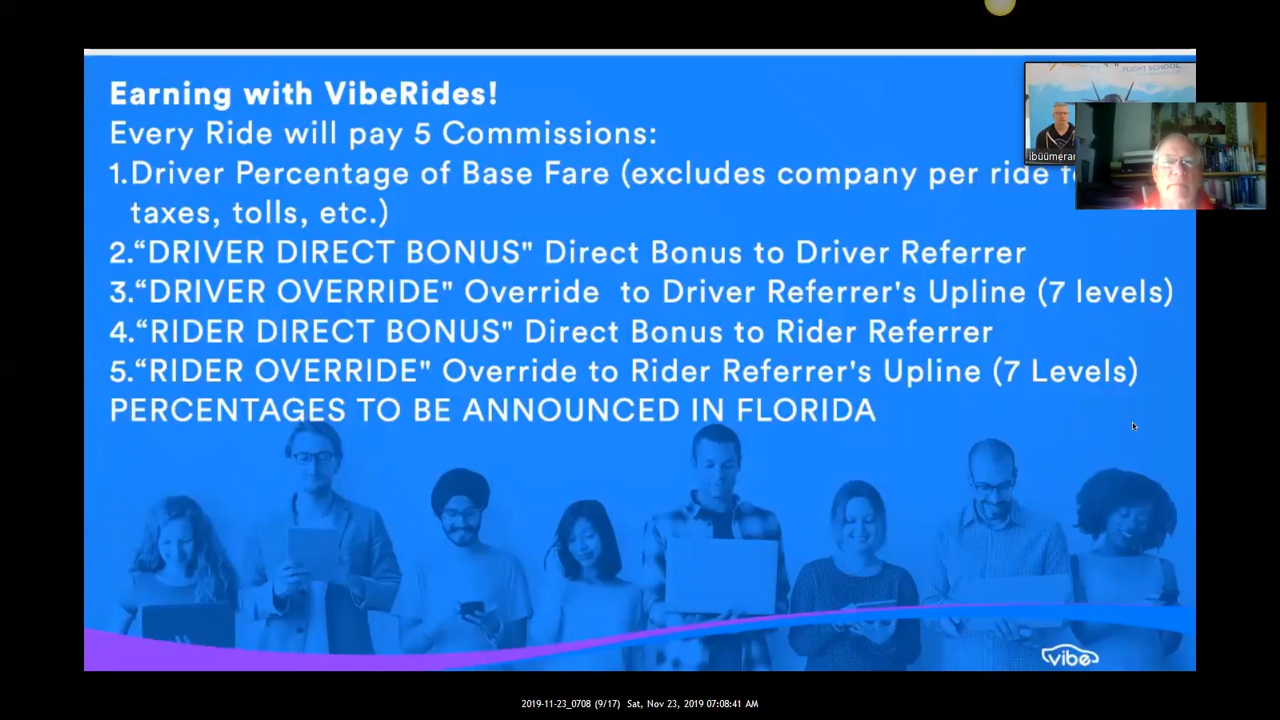 FLIGHT SCHOOL
Earning with VibeRides!
Every Ride will pay 5 Commissions:
ibüümerar
1.Driver Percentage of Base Fare (excludes company per ride
taxes, tolls, etc.)
2.“DRIVER DIRECT BONUS" Direct Bonus to Driver Referrer
3.“DRIVER OVERRIDE" Override to Driver Referrer's Upline (7 levels)
4.“RIDER DIRECT BONUS" Direct Bonus to Rider Referrer
5.“RIDER OVERRIDE" Override to Rider Referrer's Upline (7 Levels)
PERCENTAGES TO BE ANNOUNCED IN FLORIDA
vibe
2019-11-23_0708 (9/17) Sat, Nov 23, 2019 07:08:41 AM